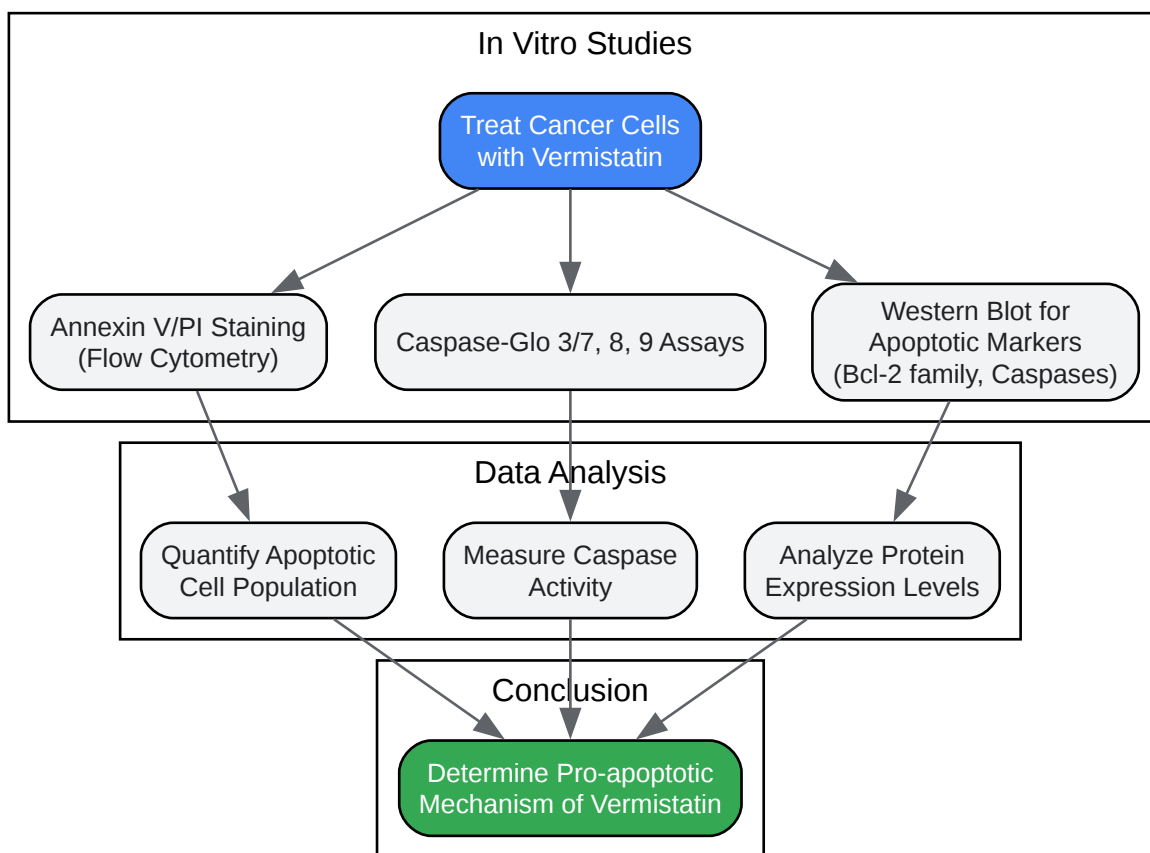 In Vitro Studies
Treat Cancer Cells
with Vermistatin
Annexin V/PI Staining
(Flow Cytometry)
Caspase-Glo 3/7, 8, 9 Assays
Western Blot for
Apoptotic Markers
(Bcl-2 family, Caspases)
Data Analysis
Quantify Apoptotic
Cell Population
Measure Caspase
Activity
Analyze Protein
Expression Levels
Conclusion
Determine Pro-apoptotic
Mechanism of Vermistatin